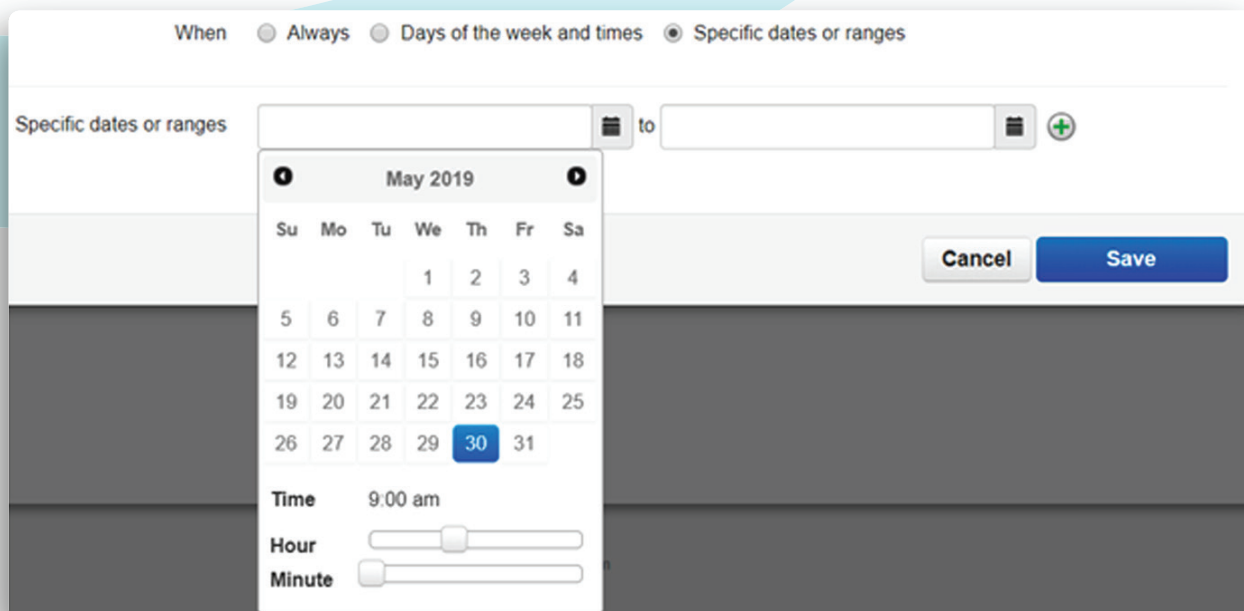 When Always Days of the week and times Specific dates or ranges
Specific dates or ranges to
May 2019
Su Mo Tu We Th Fr Sa
1 2 3 4
5 6 7 8 9 10 11
12 13 14 15 16 17 18
19 20 21 22 23 24 25
26 27 28 29 30 31
Cancel Save
Time 9:00 am
Hour
Minute